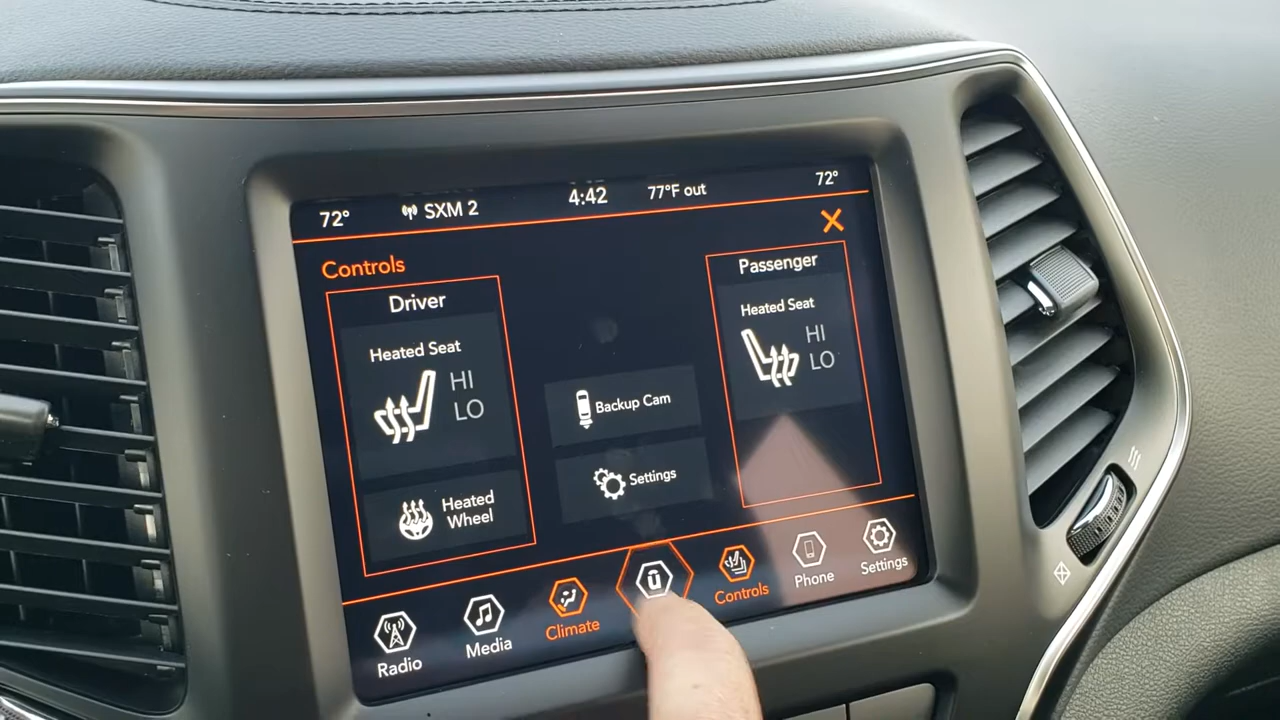 72°
SXM 2
4:42
77°F out
72°
Controls
Driver
Heated Seat
HI
LO
Heated
Wheel
Backup Cam
Settings
Passenger
Heated Seat
HI
LO
Radio
Media
Climate
Controls
Phone
Settings